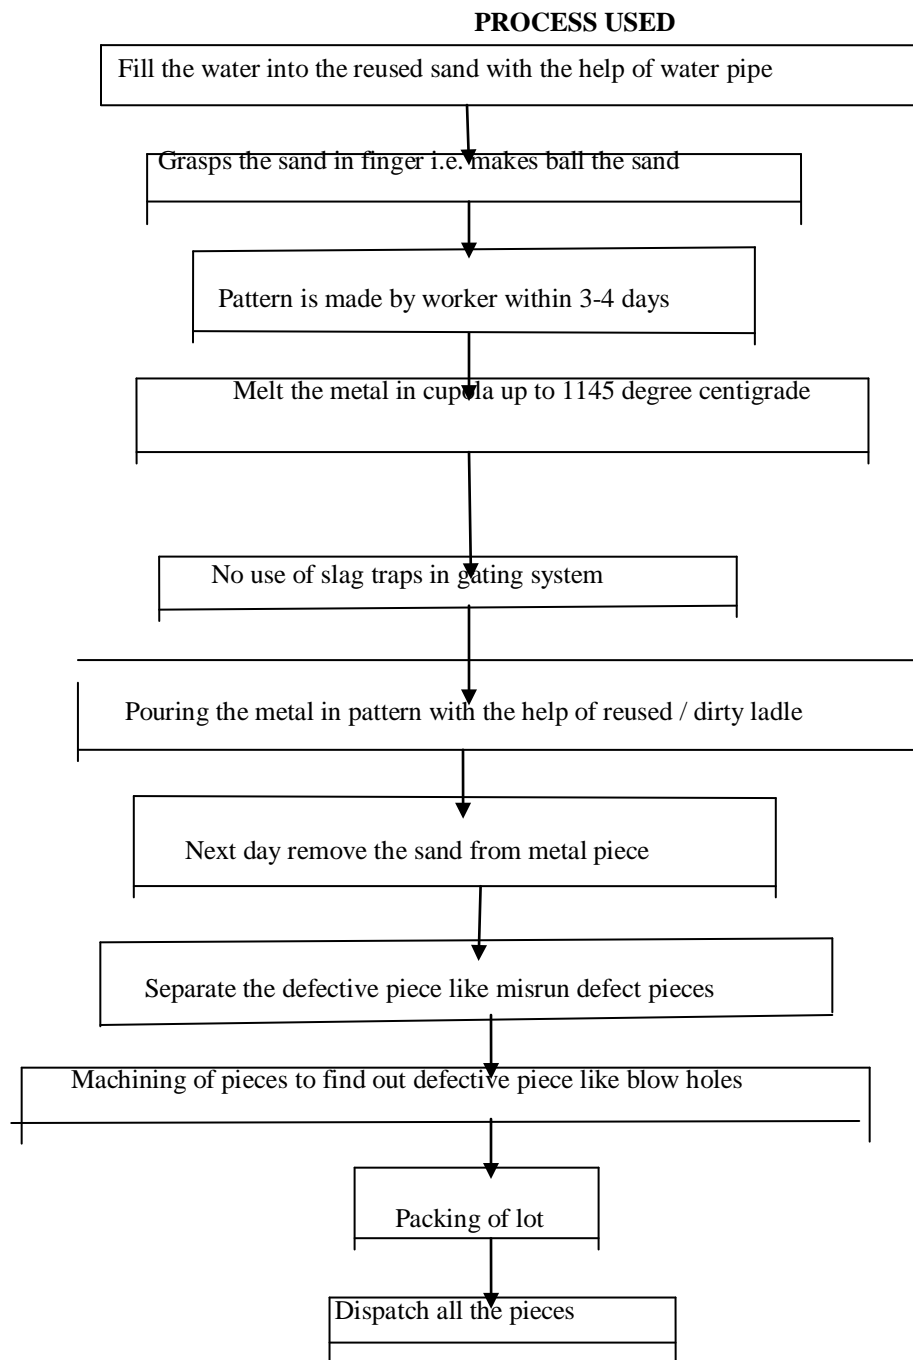 PROCESS USED
Fill the water into the reused sand with the help of water pipe
Grasps the sand in finger i.e. makes ball the sand
Pattern is made by worker within 3-4 days
Melt the metal in cupola up to 1145 degree centigrade
No use of slag traps in gating system
Pouring the metal in pattern with the help of reused / dirty ladle
Next day remove the sand from metal piece
Separate the defective piece like misrun defect pieces
Machining of pieces to find out defective piece like blow holes
Packing of lot
Dispatch all the pieces